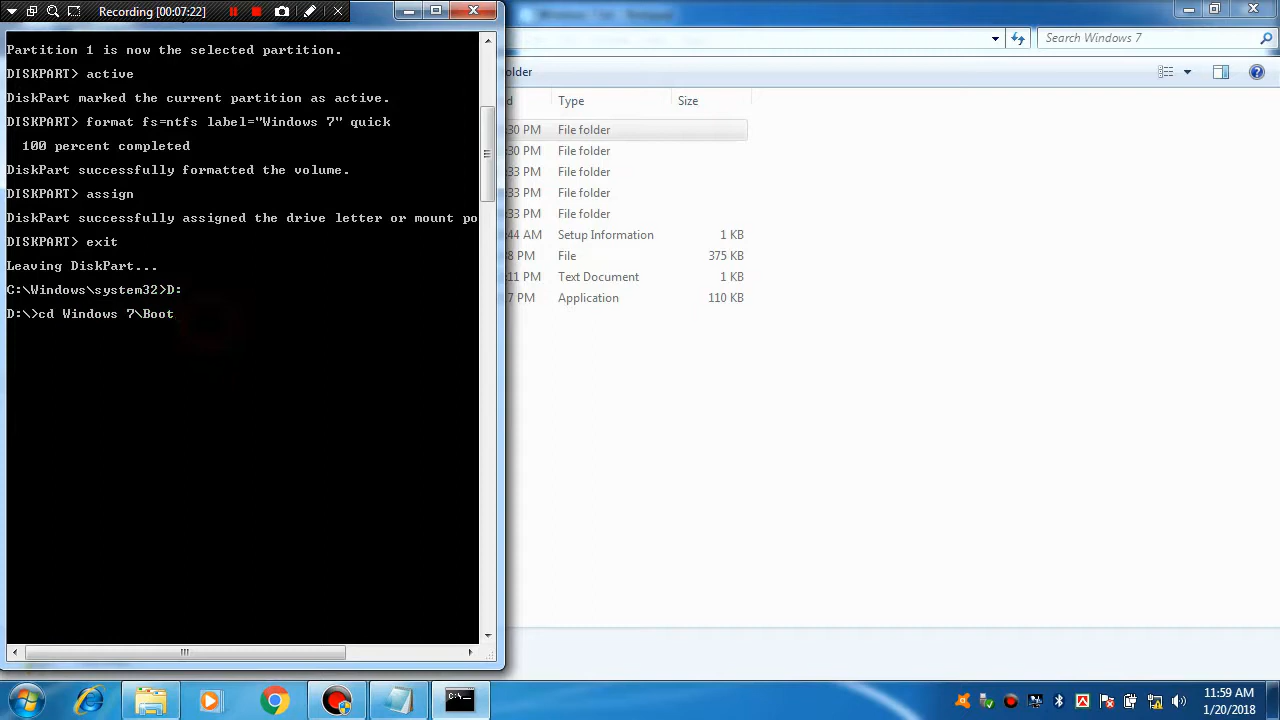 Recording [00:07:22]
Partition 1 is now the selected partition.
DISKPART> active
DiskPart marked the current partition as active.
DISKPART> format fs=ntfs label="Windows 7" quick
100 percent completed
DiskPart successfully formatted the volume.
DISKPART> assign
DiskPart successfully assigned the drive letter or mount po
DISKPART> exit
Leaving DiskPart...
C:\Windows\system32>D:
D:\>cd Windows 7\Boot
Search Windows 7
older
d Type Size
:30 PM File folder
:30 PM File folder
:33 PM File folder
:33 PM File folder
:33 PM File folder
:44 AM Setup Information 1 KB
38 PM File 375 KB
:11 PM Text Document 1 KB
7 PM Application 110 KB
11:59 AM
1/20/2018